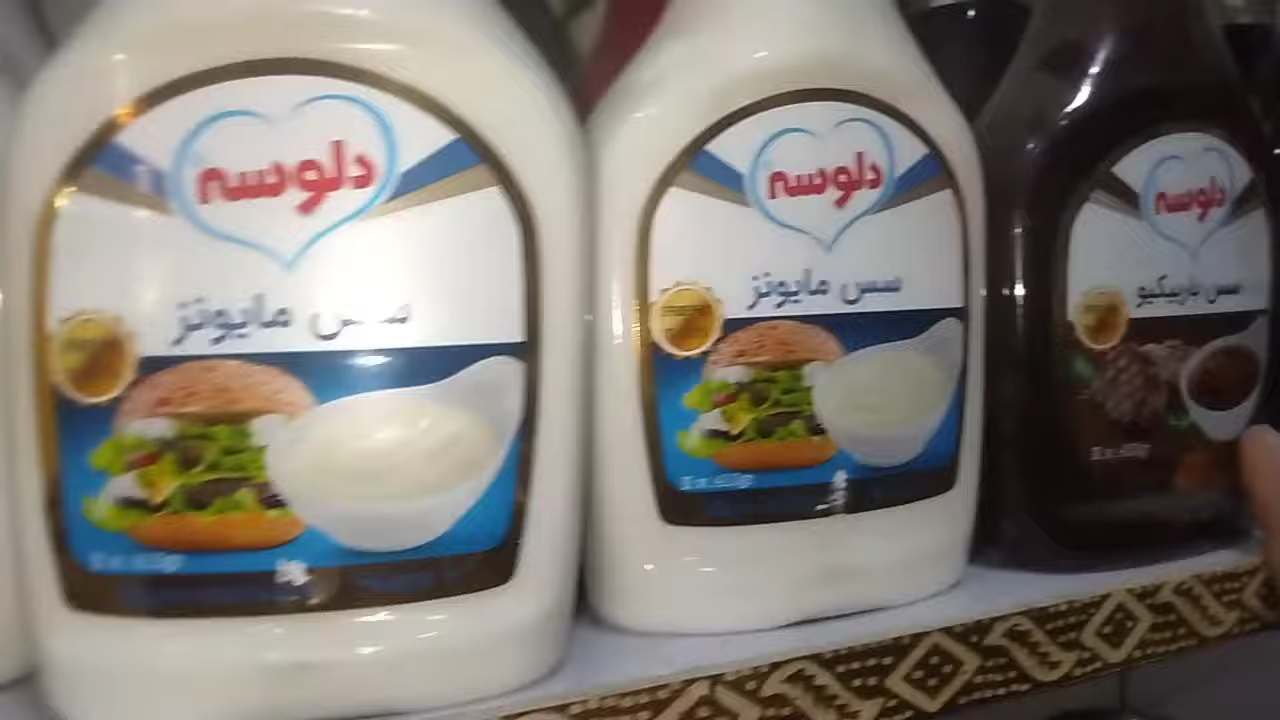 دلوسه
سس مایونز
دلوسه
سس مایونز
دلوسه
سس باربیکیو